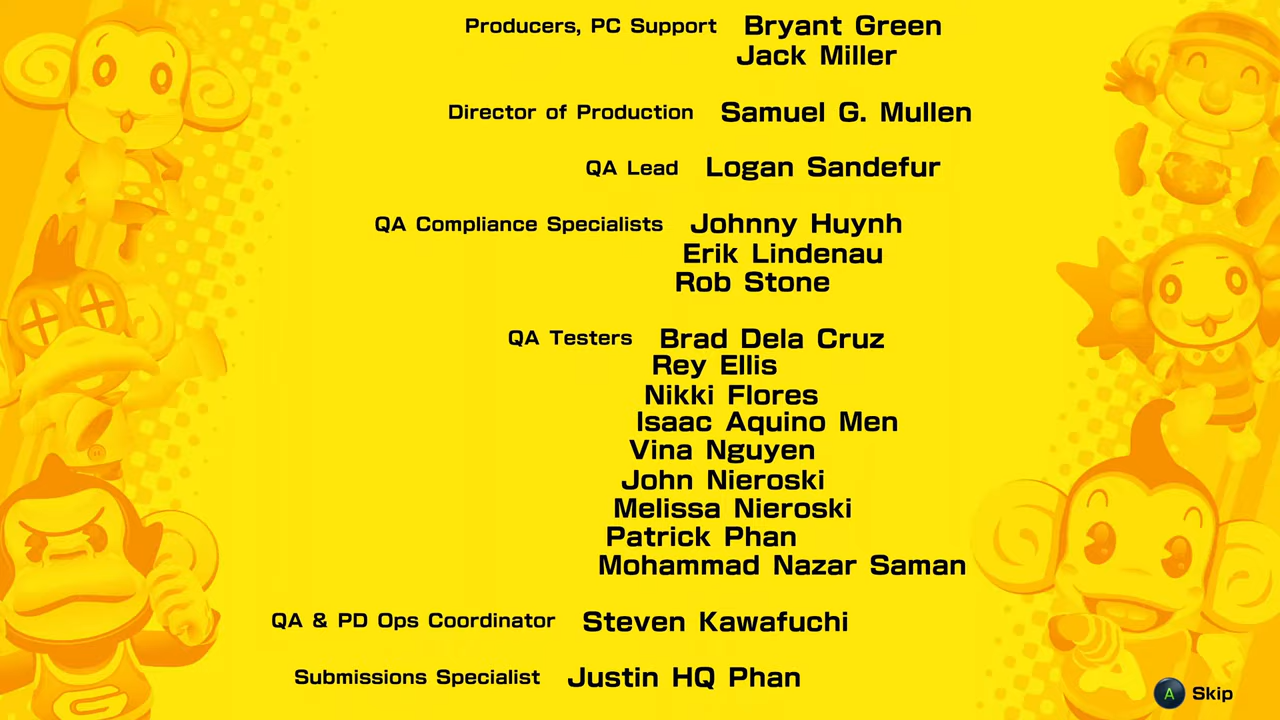 Producers, PC Support Bryant Green
Jack Miller
Director of Production Samuel G. Mullen
QA Lead Logan Sandefur
QA Compliance Specialists Johnny Huynh
Erik Lindenau
Rob Stone
QA Testers Brad Dela Cruz
Rey Ellis
Nikki Flores
Isaac Aquino Men
Vina Nguyen
John Nieroski
Melissa Nieroski
Patrick Phan
Mohammad Nazar Saman
QA & PD Ops Coordinator Steven Kawafuchi
Submissions Specialist Justin HQ Phan
A Skip
G
A